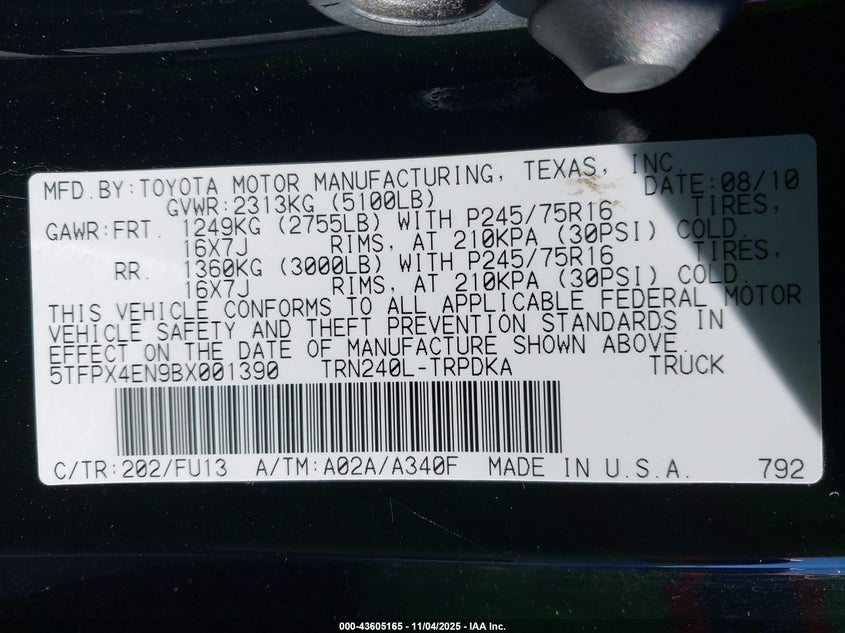 MFD.BY:TOYOTA MOTOR MANUFACTURING, TEXAS, INC.
GVWR:2313KG (5100LB) DATE:08/10
GAWR:FRT. 1249KG (2755LB) WITH P245/75R16 TIRES,
16X7J RIMS, AT 210KPA (30PSI) COLD.
RR. 1360KG (3000LB) WITH P245/75R16 TIRES,
16X7J RIMS, AT 210KPA (30PSI) COLD.
THIS VEHICLE CONFORMS TO ALL APPLICABLE FEDERAL MOTOR
VEHICLE SAFETY AND THEFT PREVENTION STANDARDS IN
EFFECT ON THE DATE OF MANUFACTURE SHOWN ABOVE.
5TFPX4EN9BX001390 TRN240L-TRPDKA TRUCK
C/TR:202/FU13 A/TM:A02A/A340F MADE IN U.S.A. 792
000-43605165 - 11/04/2025 - IAA Inc.